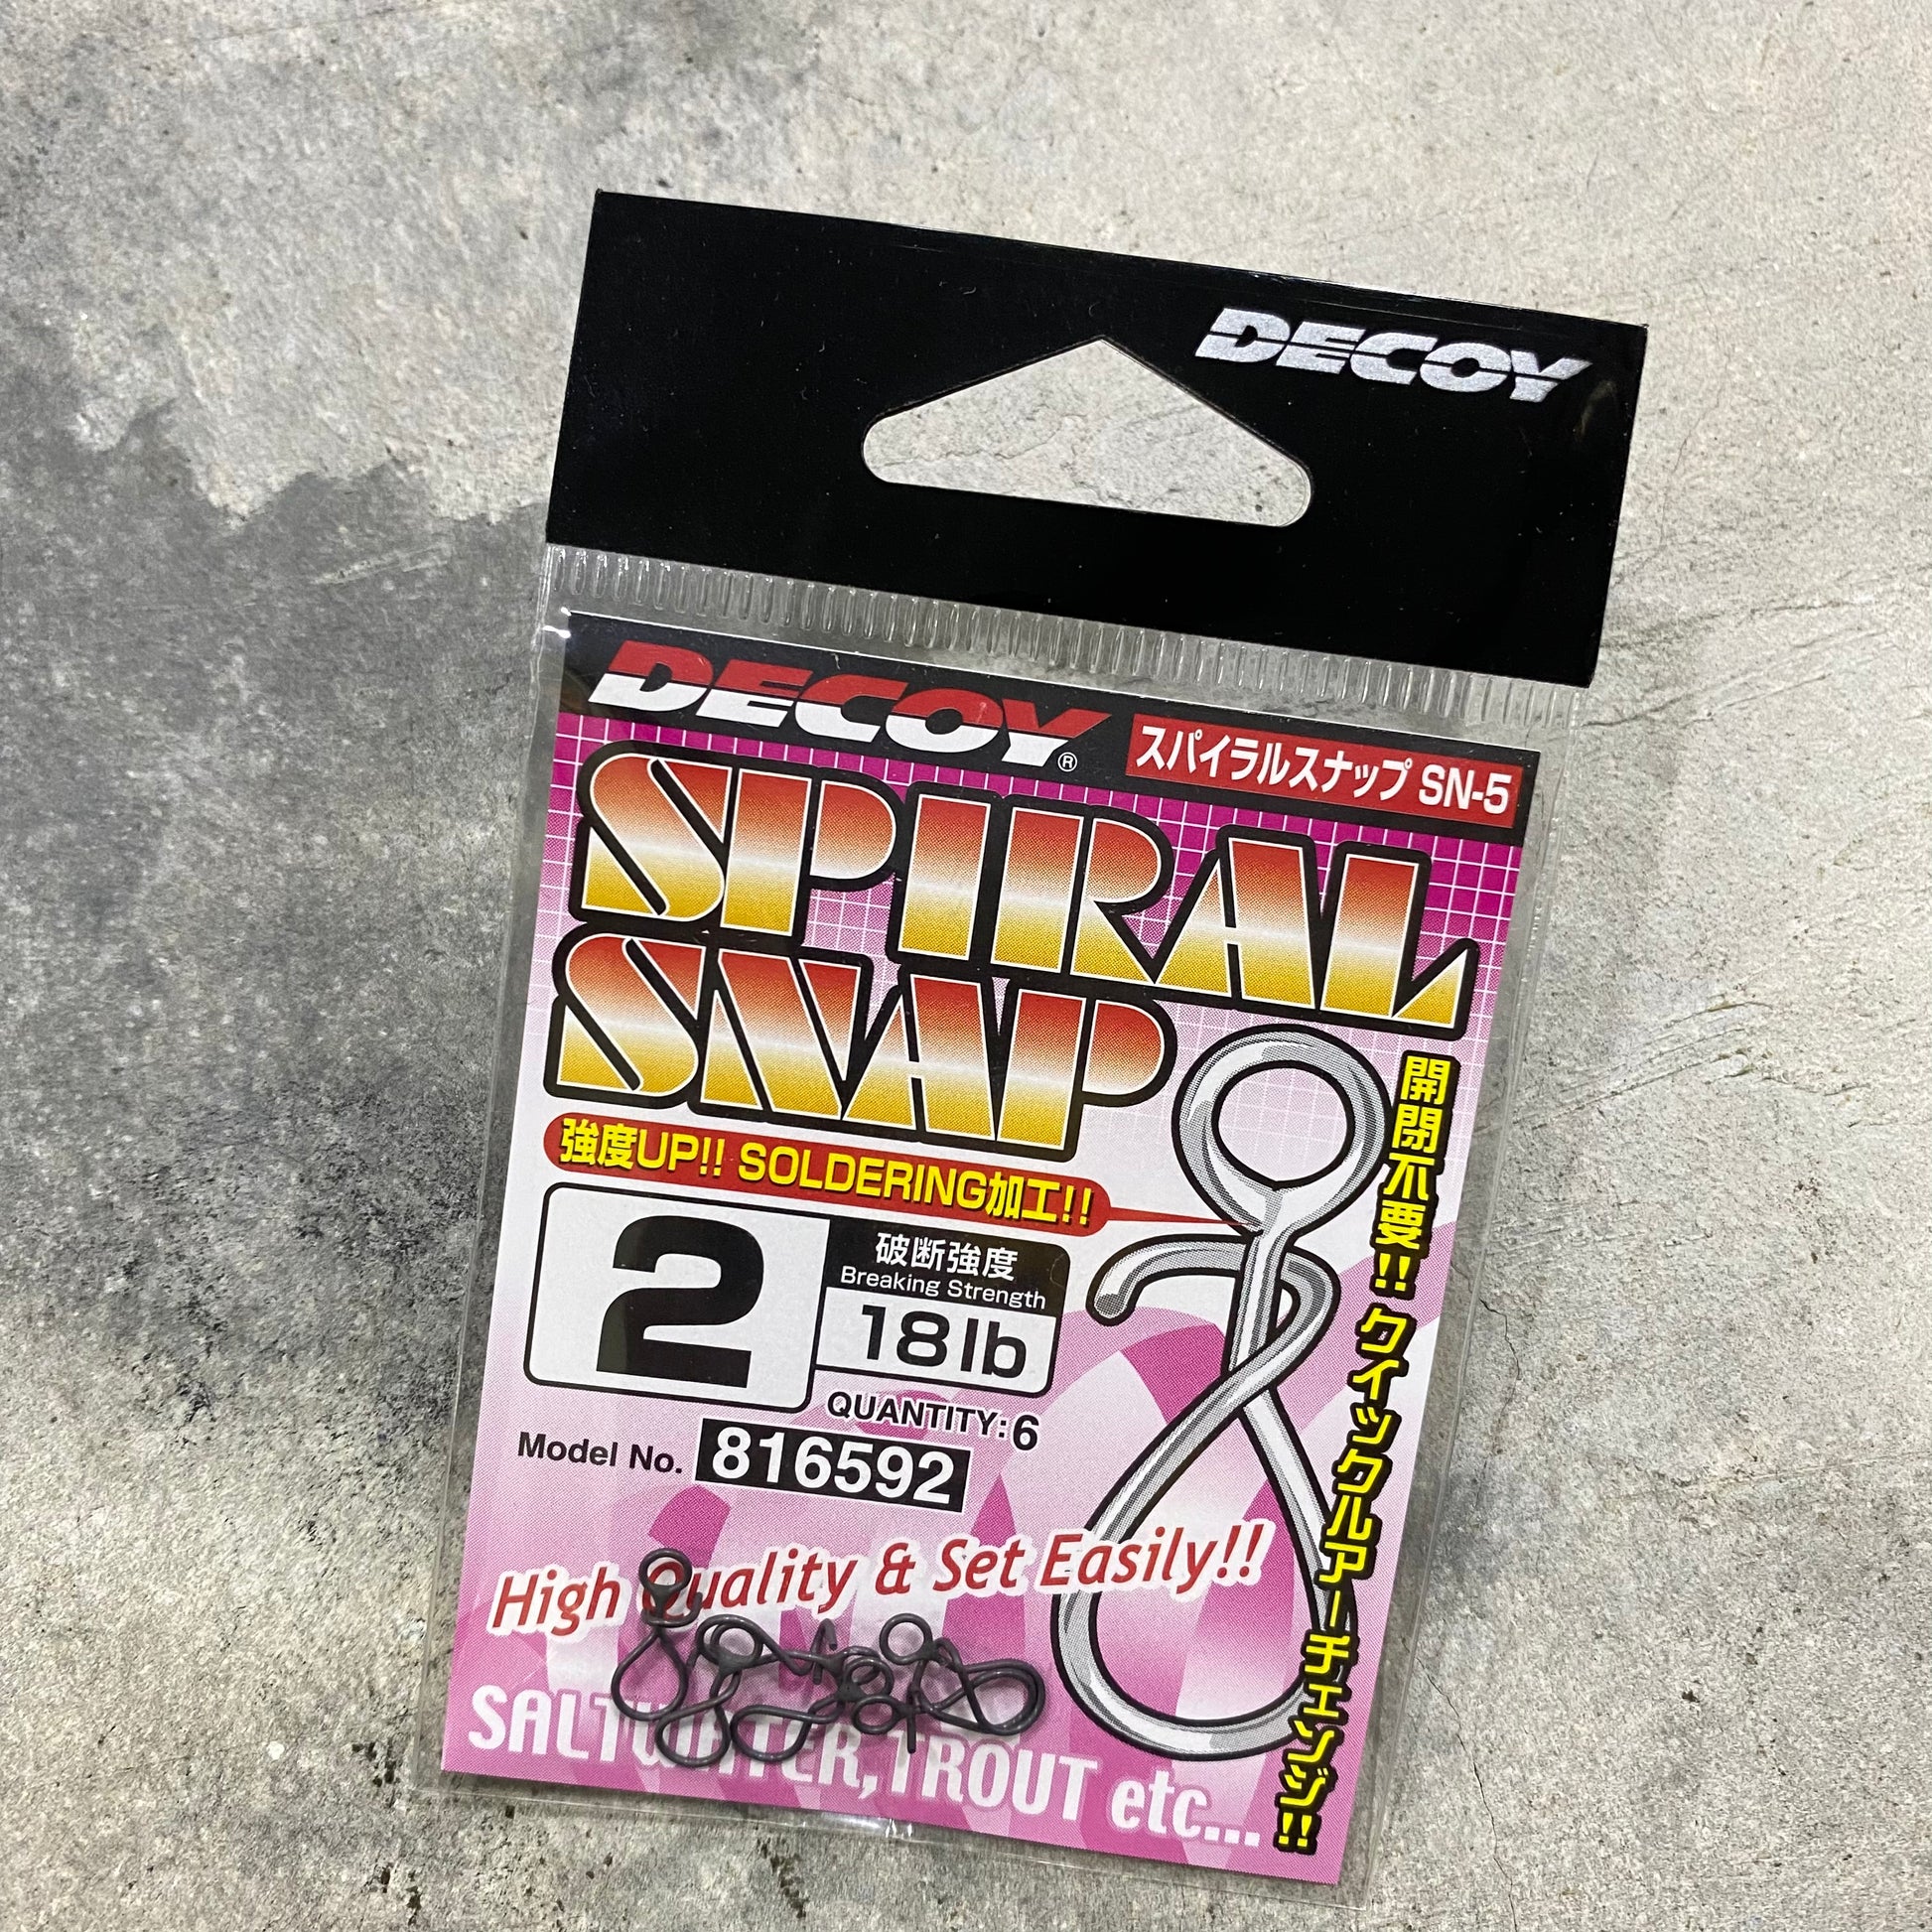 DECOY
DECOY®
スパイラルスナップ SN-5
SPIRAL
SNAP
強度UP!! SOLDERING加工!!
2
破断強度
Breaking Strength
18lb
QUANTITY:6
Model No. 816592
開閉不要!! クイックルアーチェンジ!!
High Quality & Set Easily!!
SALTWATER,TROUT etc...